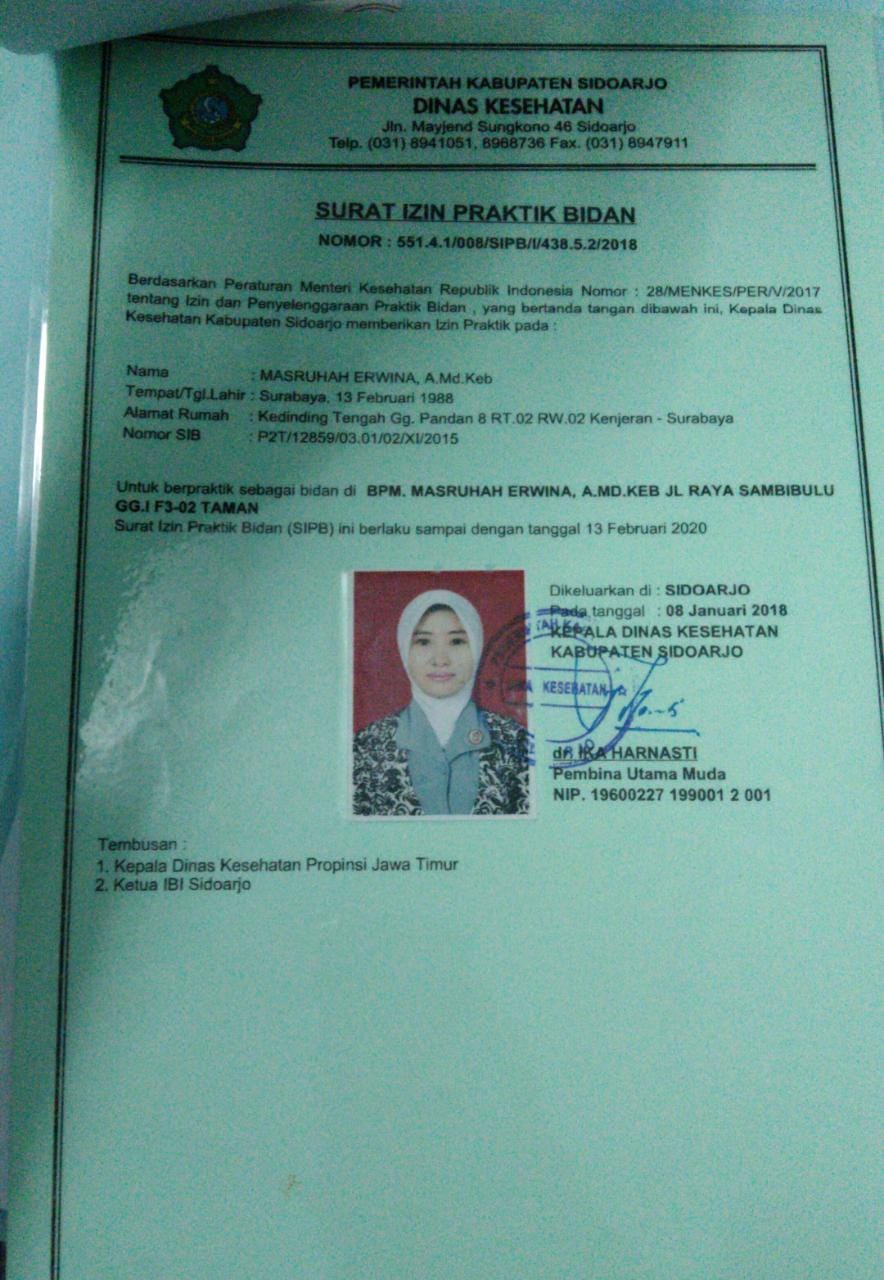 PEMERINTAH KABUPATEN SIDOARJO
DINAS KESEHATAN
Jln. Mayjend Sungkono 46 Sidoarjo
Telp. (031) 8941051, 8968736 Fax. (031) 8947911
SURAT IZIN PRAKTIK BIDAN
NOMOR : 551.4.1/008/SIPB/I/438.5.2/2018
Berdasarkan Peraturan Menteri Kesehatan Republik Indonesia Nomor : 28/MENKES/PER/V/2017
tentang Izin dan Penyelenggaraan Praktik Bidan , yang bertanda tangan dibawah ini, Kepala Dinas
Kesehatan Kabupaten Sidoarjo memberikan Izin Praktik pada :
Nama : MASRUHAH ERWINA, A.Md.Keb
Tempat/Tgl.Lahir : Surabaya, 13 Februari 1988
Alamat Rumah : Kedinding Tengah Gg. Pandan 8 RT.02 RW.02 Kenjeran - Surabaya
Nomor SIB : P2T/12859/03.01/02/XI/2015
Untuk berpraktik sebagai bidan di BPM. MASRUHAH ERWINA, A.MD.KEB JL RAYA SAMBIBULU
GG.I F3-02 TAMAN
Surat Izin Praktik Bidan (SIPB) ini berlaku sampai dengan tanggal 13 Februari 2020
Dikeluarkan di : SIDOARJO
Pada tanggal : 08 Januari 2018
KEPALA DINAS KESEHATAN
KABUPATEN SIDOARJO
KESEHATAN
dr. IKA HARNASTI
Pembina Utama Muda
NIP. 19600227 199001 2 001
Tembusan :
1. Kepala Dinas Kesehatan Propinsi Jawa Timur
2. Ketua IBI Sidoarjo